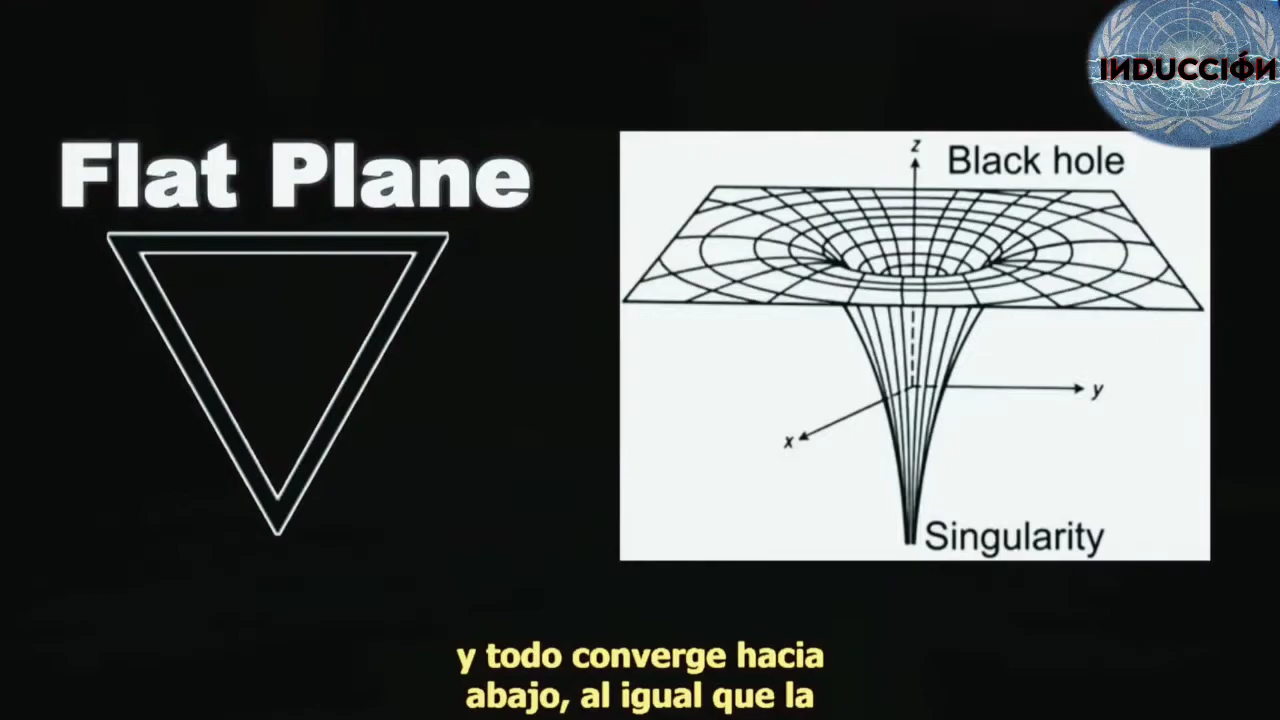 INDUCCIÓN
Flat Plane
z
Black hole
y
x
Singularity
y todo converge hacia
abajo, al igual que la